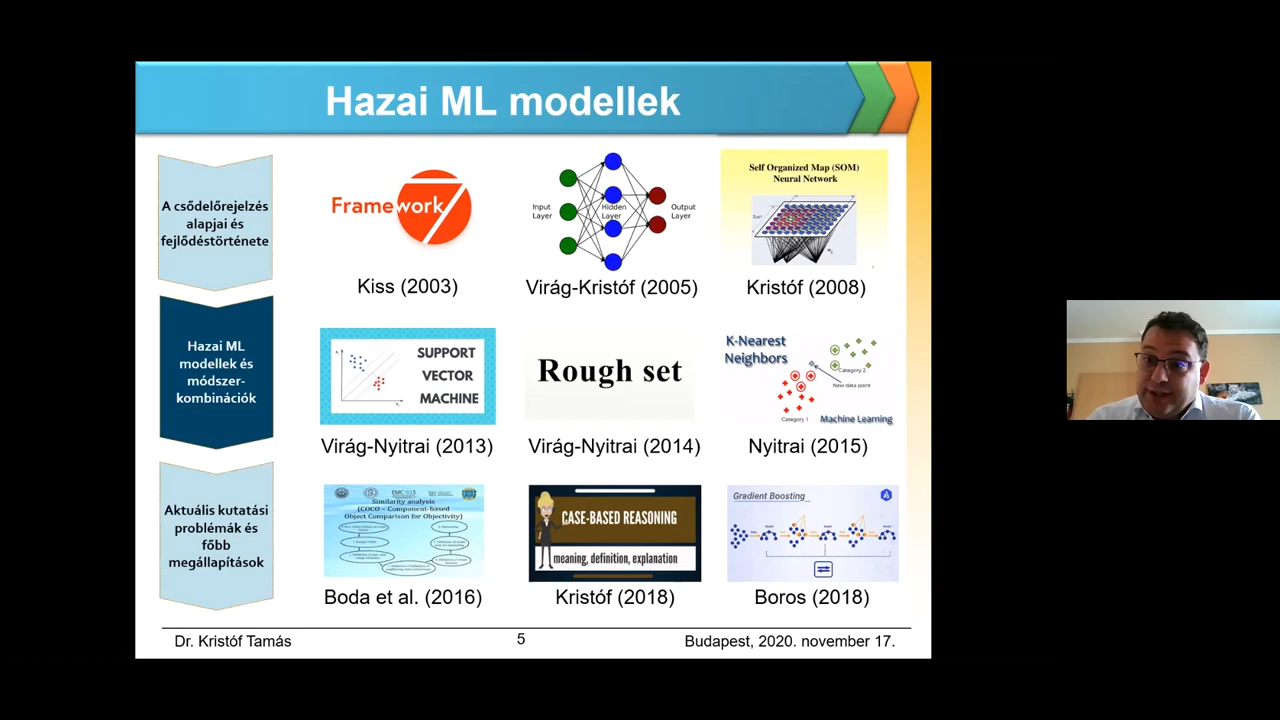 Hazai ML modellek
A csődelőrejelzés
alapjai és
fejlődéstörténete
Hazai ML
modellek és
módszer-
kombinációk
Aktuális kutatási
problémák és
főbb
megállapítások
Framework7
Kiss (2003)
Input
Layer
Hidden
Layer
Output
Layer
Virág-Kristóf (2005)
Self Organized Map (SOM)
Neural Network
Kristóf (2008)
SUPPORT
VECTOR
MACHINE
Virág-Nyitrai (2013)
Rough set
Virág-Nyitrai (2014)
K-Nearest
Neighbors
Category 2
New data point
Category 1
Machine Learning
Nyitrai (2015)
Similarity analysis
(COCO – Component-based
Object Comparison for Objectivity)
Boda et al. (2016)
CASE-BASED REASONING
meaning, definition, explanation
Kristóf (2018)
Gradient Boosting
Boros (2018)
Dr. Kristóf Tamás
5
Budapest, 2020. november 17.